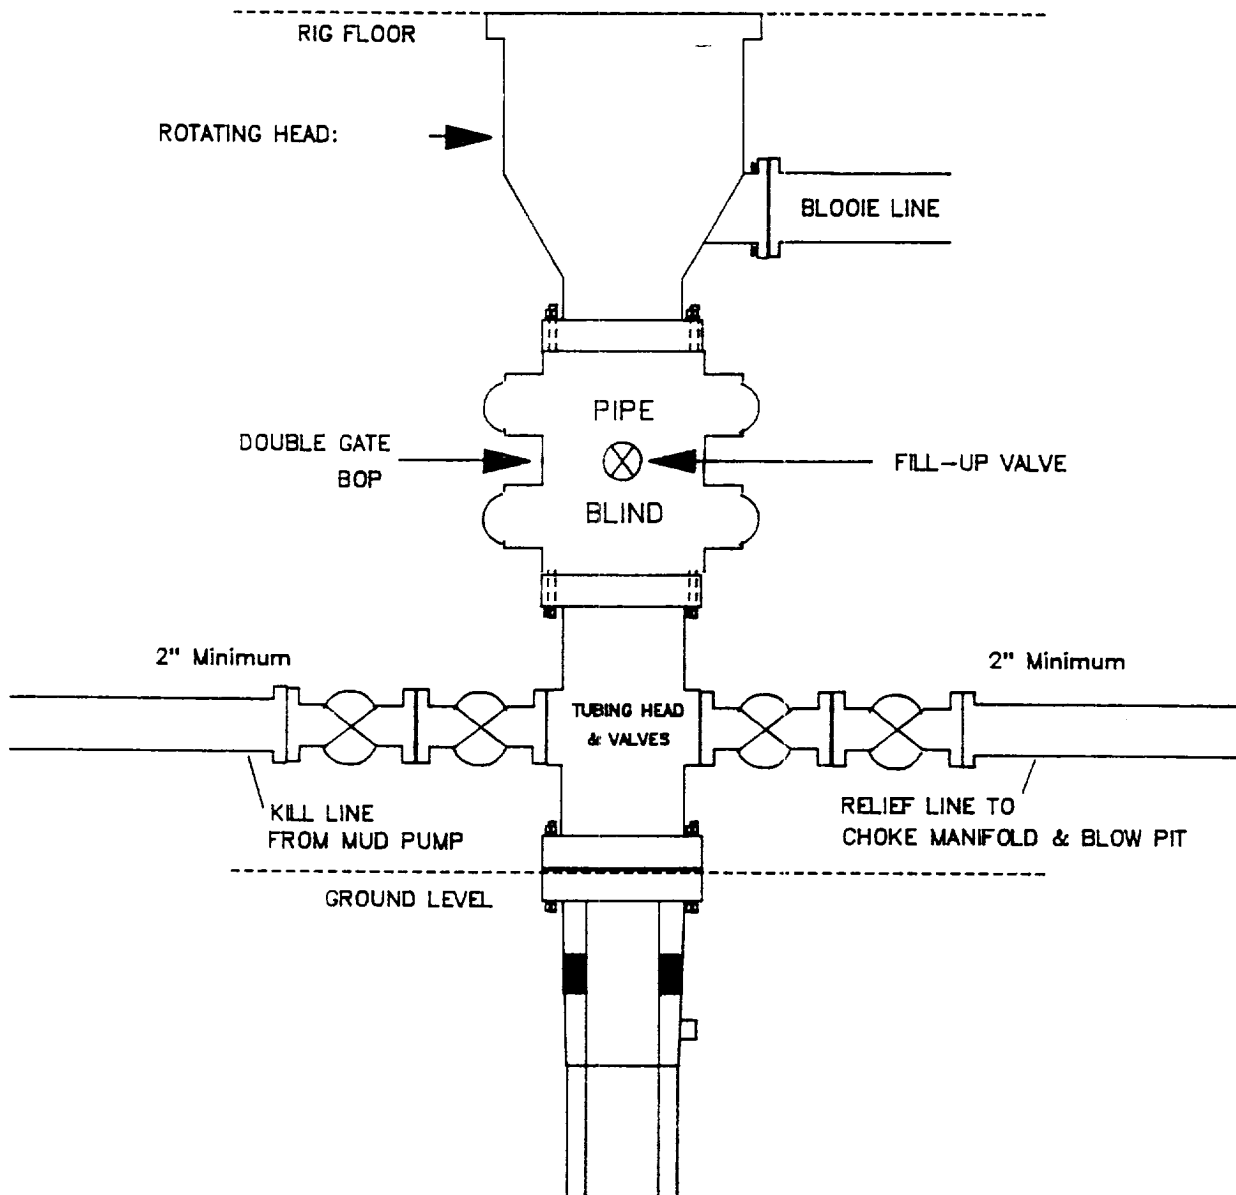 RIG FLOOR
ROTATING HEAD:
BLOOIE LINE
PIPE
DOUBLE GATE
BOP
FILL-UP VALVE
BLIND
2" Minimum
2" Minimum
TUBING HEAD
& VALVES
KILL LINE
FROM MUD PUMP
RELIEF LINE TO
CHOKE MANIFOLD & BLOW PIT
GROUND LEVEL